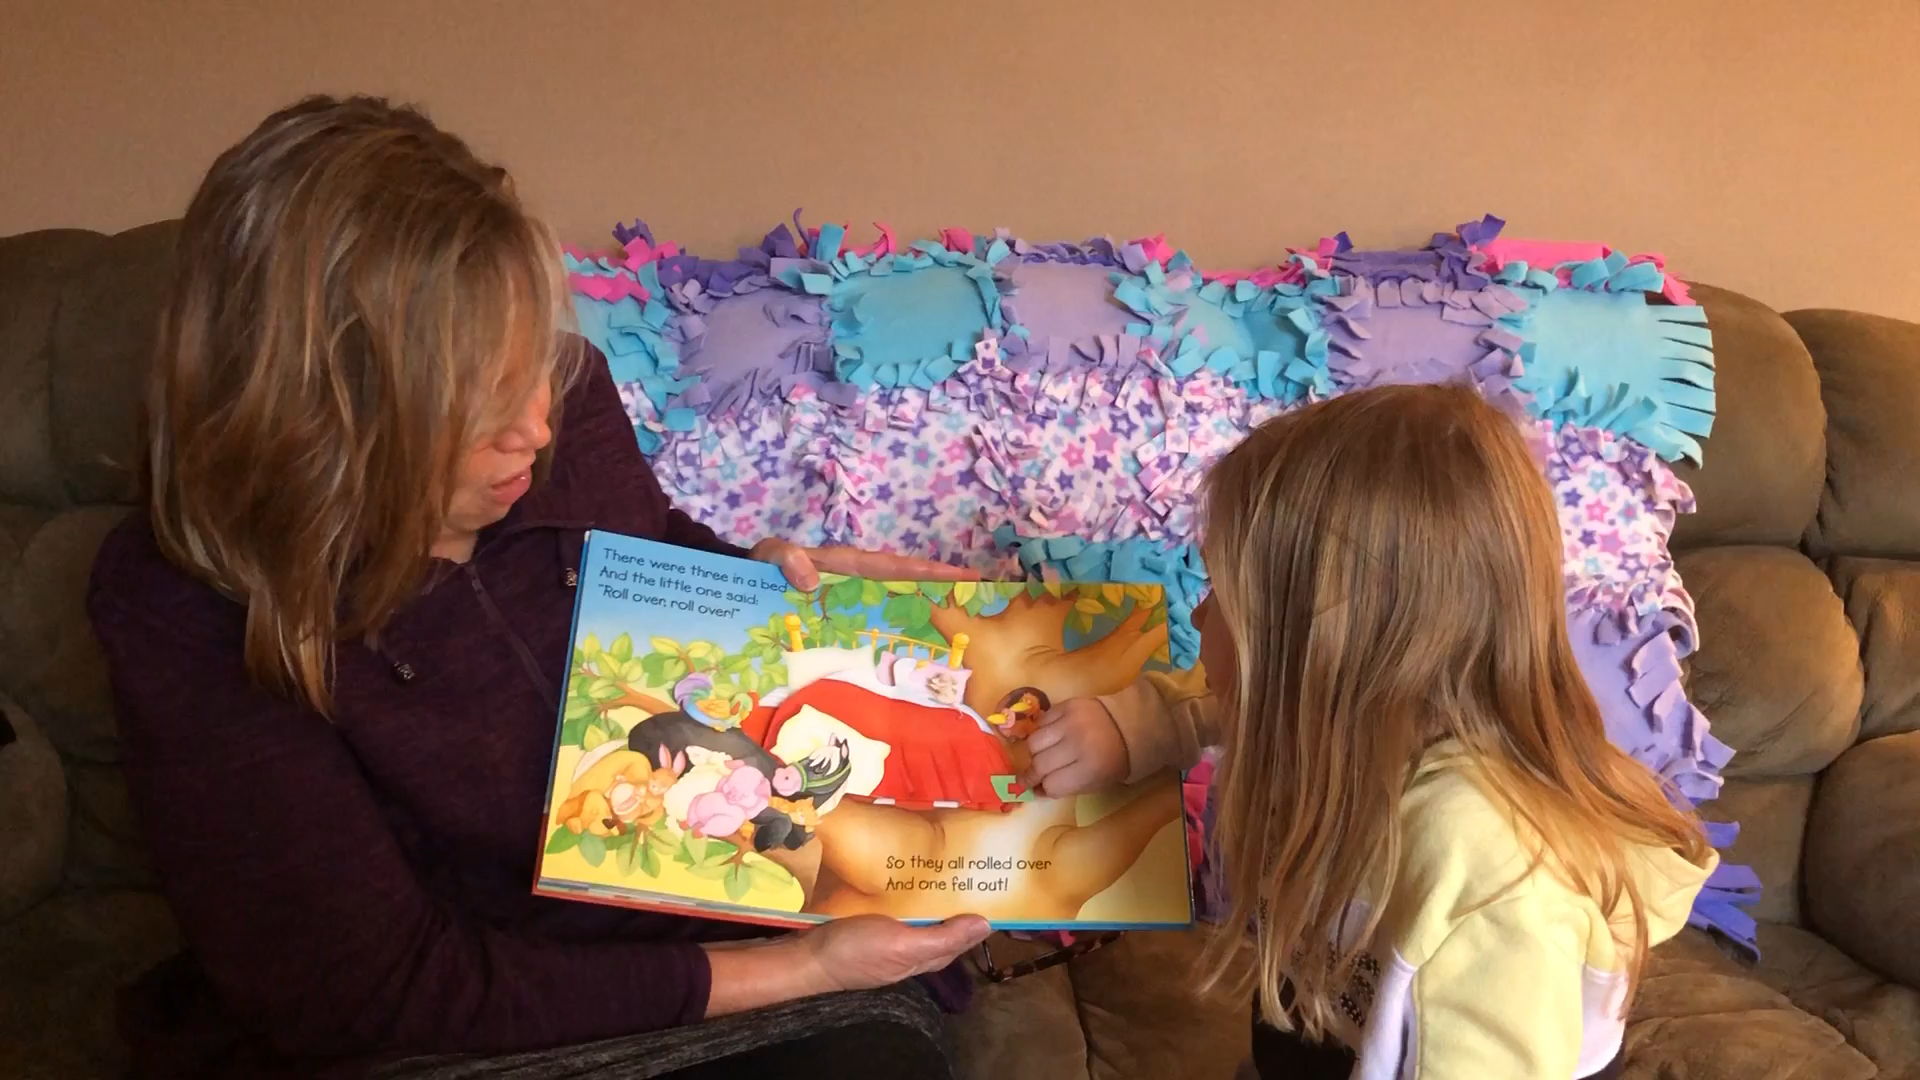 There were three in a bed
And the little one said:
"Roll over, roll over!"
So they all rolled over
And one fell out!